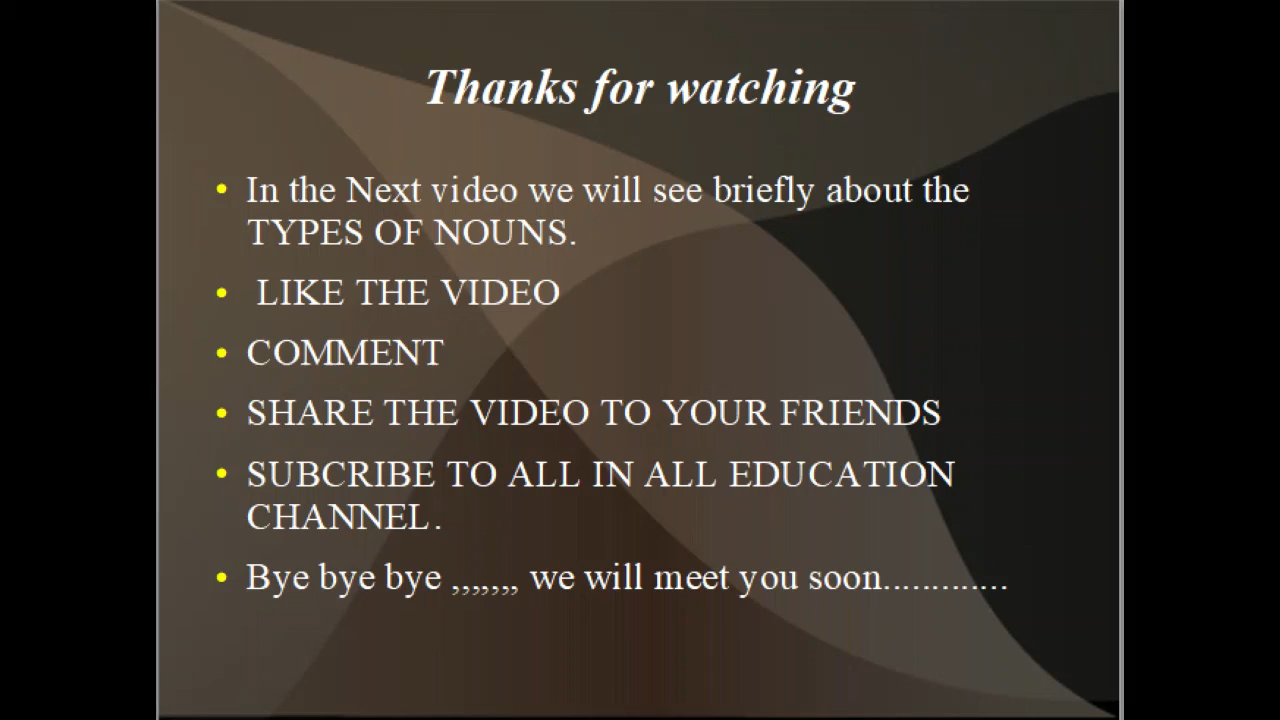 Thanks for watching
• In the Next video we will see briefly about the
TYPES OF NOUNS.
• LIKE THE VIDEO
• COMMENT
• SHARE THE VIDEO TO YOUR FRIENDS
• SUBCRIBE TO ALL IN ALL EDUCATION
CHANNEL.
• Bye bye bye ,,,,,,, we will meet you soon.............